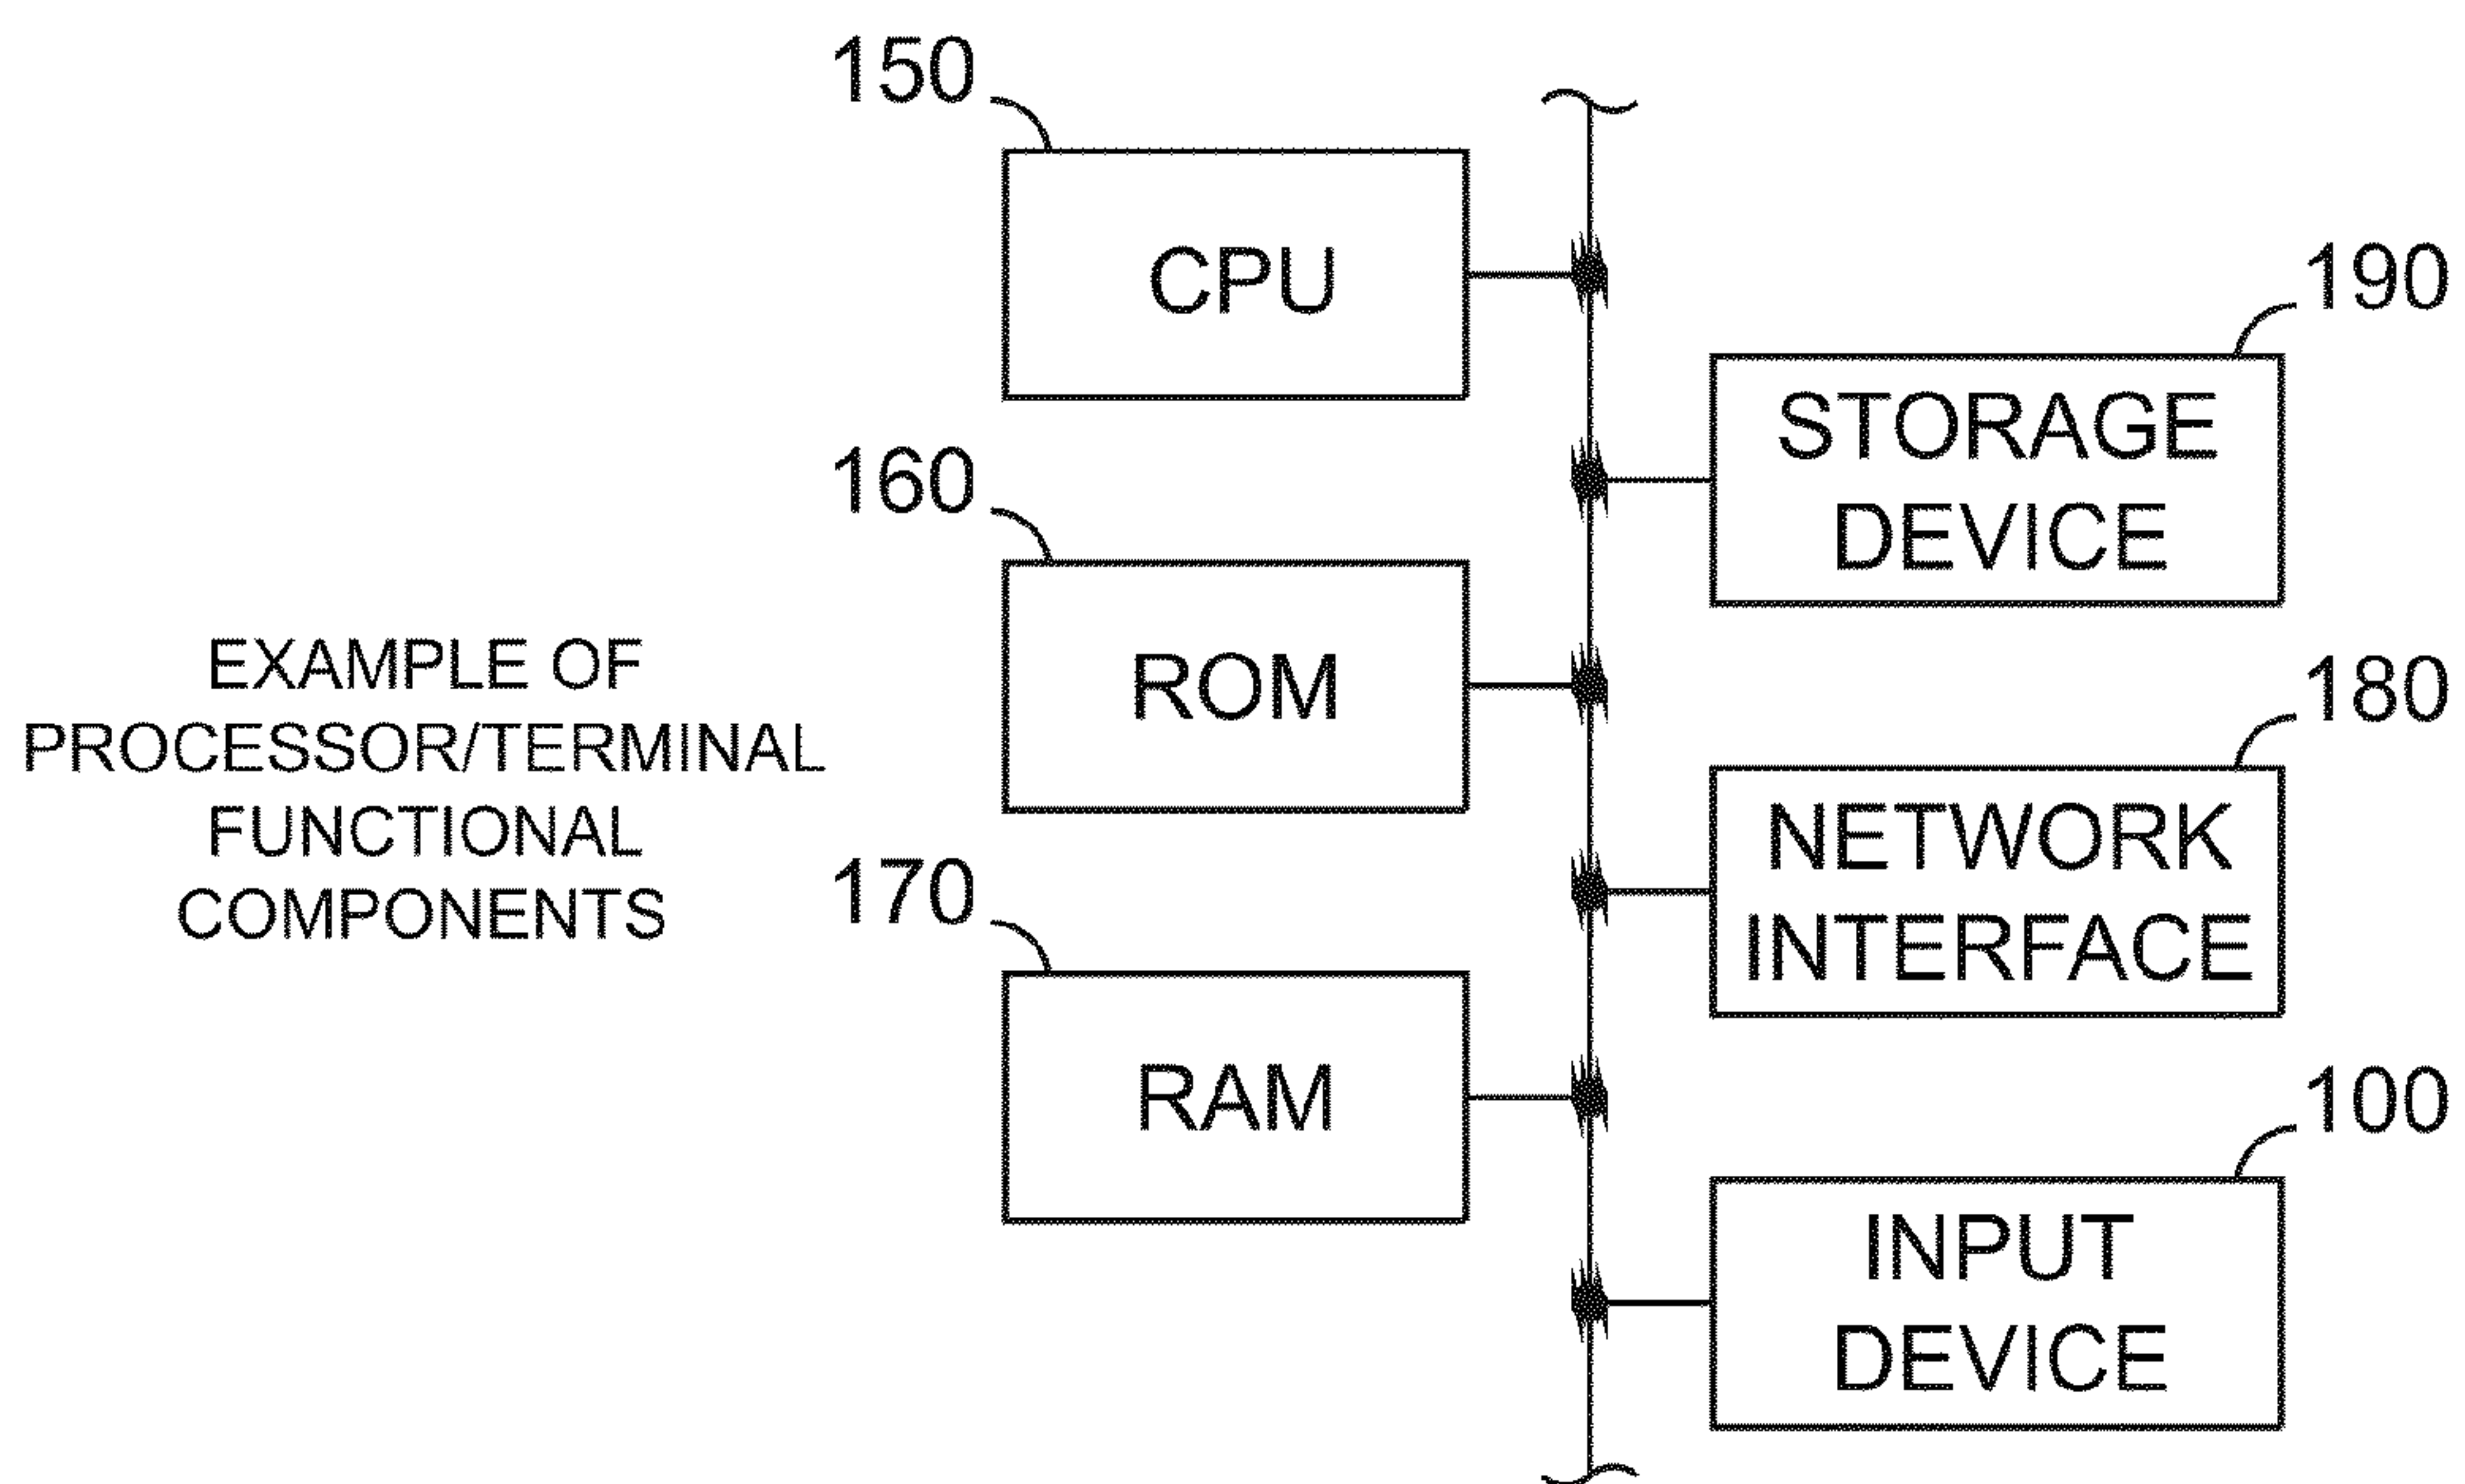 EXAMPLE OF
PROCESSOR/TERMINAL
FUNCTIONAL
COMPONENTS
150
CPU
160
ROM
170
RAM
190
STORAGE
DEVICE
180
NETWORK
INTERFACE
100
INPUT
DEVICE